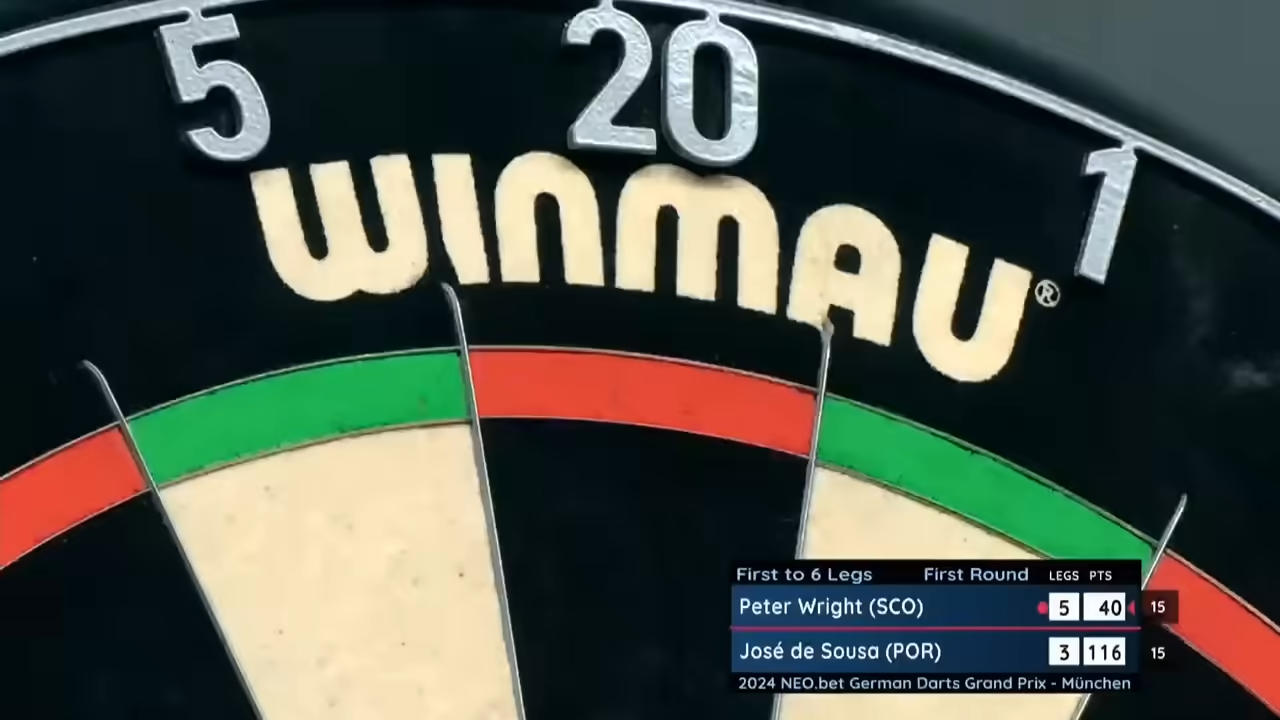 5 20 1
WINMAU®
First to 6 Legs First Round LEGS PTS
Peter Wright (SCO) 5 40 15
José de Sousa (POR) 3 116 15
2024 NEO.bet German Darts Grand Prix - München